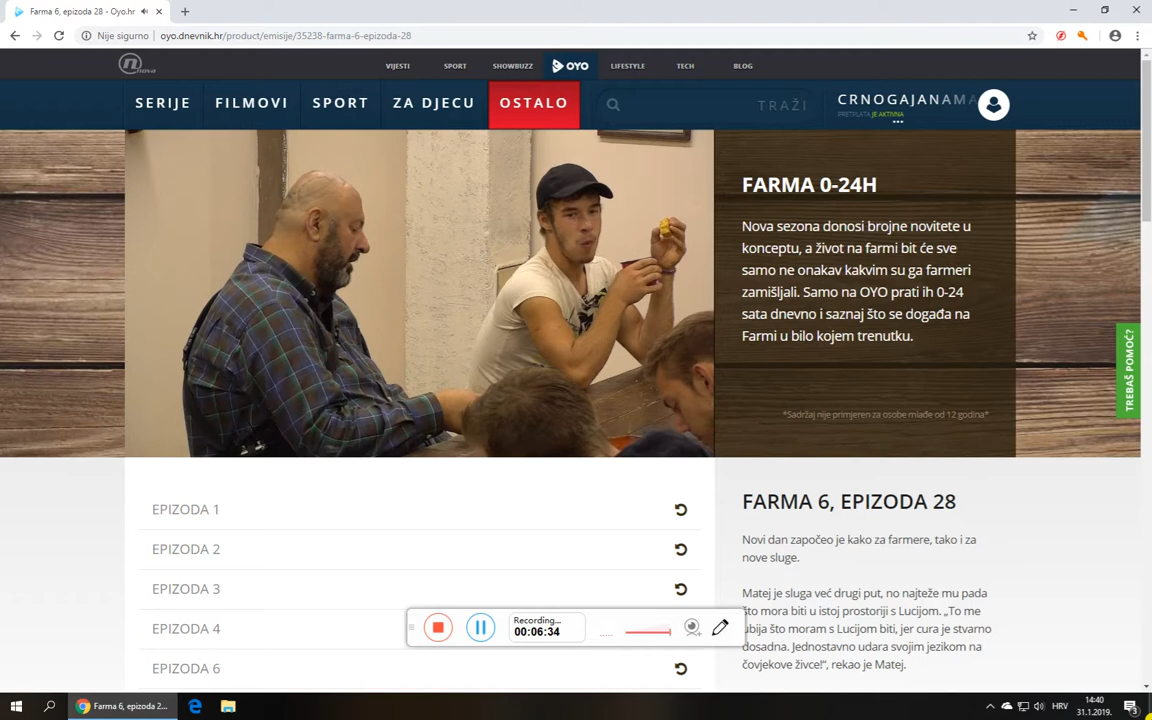 Farma 6, epizoda 28 - Oyo.hr
Nije sigurno
oyo.dnevnik.hr/product/emisije/35238-farma-6-epizoda-28
nova
VIJESTI
SPORT
SHOWBUZZ
OYO
LIFESTYLE
TECH
BLOG
SERIJE
FILMOVI
SPORT
ZA DJECU
OSTALO
TRAŽI
CRNOGAJANAMA
PRETPLATA JE AKTIVNA
FARMA 0-24H
Nova sezona donosi brojne novitete u
konceptu, a život na farmi bit će sve
samo ne onakav kakvim su ga farmeri
zamišljali. Samo na OYO prati ih 0-24
sata dnevno i saznaj što se događa na
Farmi u bilo kojem trenutku.
*Sadržaj nije primjeren za osobe mlađe od 12 godina*
TREBAŠ POMOĆ?
EPIZODA 1
EPIZODA 2
EPIZODA 3
EPIZODA 4
EPIZODA 6
FARMA 6, EPIZODA 28
Novi dan započeo je kako za farmere, tako i za
nove sluge.
Matej je sluga već drugi put, no najteže mu pada
što mora biti u istoj prostoriji s Lucijom. „To me
ubija što moram s Lucijom biti, jer cura je stvarno
dosadna. Jednostavno udara svojim jezikom na
čovjekove živce!", rekao je Matej.
Recording...
00:06:34
Farma 6, epizoda 2...
HRV
14:40
31.1.2019.
3